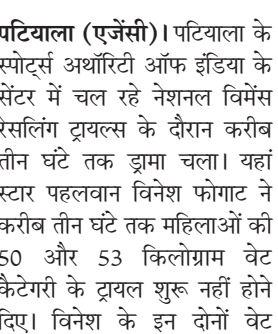 पटियाला (एजेंसी)। पटियाला के
स्पोर्ट्स अथॉरिटी ऑफ इंडिया के
सेंटर में चल रहे नेशनल विमेंस
रेसलिंग ट्रायल्स के दौरान करीब
तीन घंटे तक ड्रामा चला। यहां
स्टार पहलवान विनेश फोगाट ने
करीब तीन घंटे तक महिलाओं की
50 और 53 किलोग्राम वेट
कैटेगरी के ट्रायल शुरू नहीं होने
दिए। विनेश के इन दोनों वेट